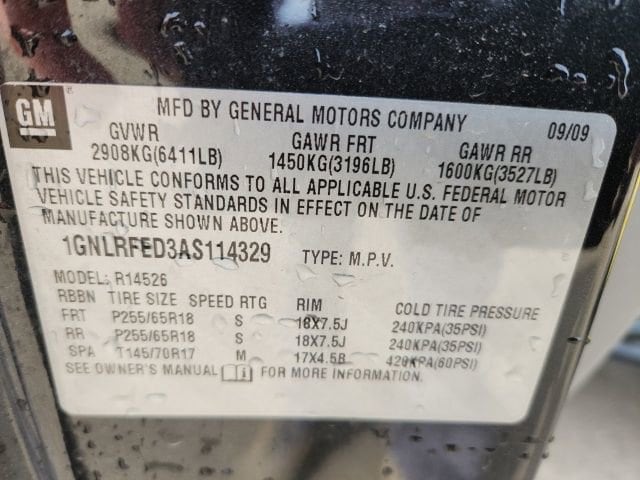 GM
MFD BY GENERAL MOTORS COMPANY 09/09
GVWR GAWR FRT GAWR RR
2908KG(6411LB) 1450KG(3196LB) 1600KG(3527LB)
THIS VEHICLE CONFORMS TO ALL APPLICABLE U.S. FEDERAL MOTOR
VEHICLE SAFETY STANDARDS IN EFFECT ON THE DATE OF
MANUFACTURE SHOWN ABOVE.
1GNLRFED3AS114329 TYPE: M.P.V.
MODEL: R14526
RBBN TIRE SIZE SPEED RTG RIM COLD TIRE PRESSURE
FRT P255/65R18 S 18X7.5J 240KPA(35PSI)
RR P255/65R18 S 18X7.5J 240KPA(35PSI)
SPA T145/70R17 M 17X4.5B 420KPA(60PSI)
SEE OWNER'S MANUAL FOR MORE INFORMATION